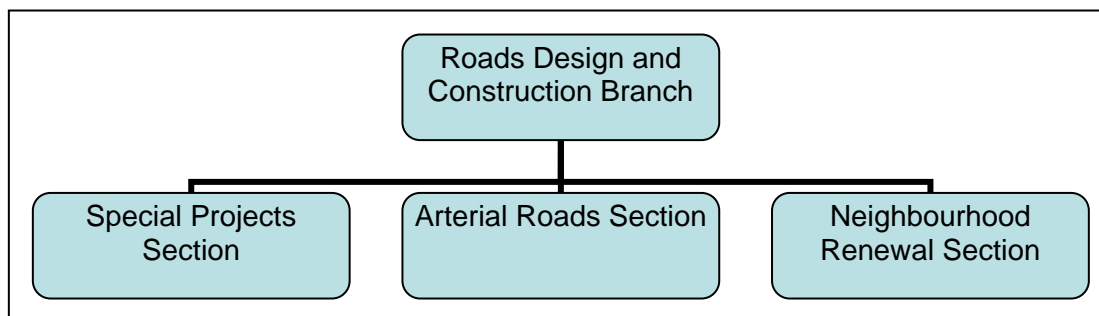 Roads Design and
Construction Branch
Special Projects
Section
Arterial Roads Section
Neighbourhood
Renewal Section